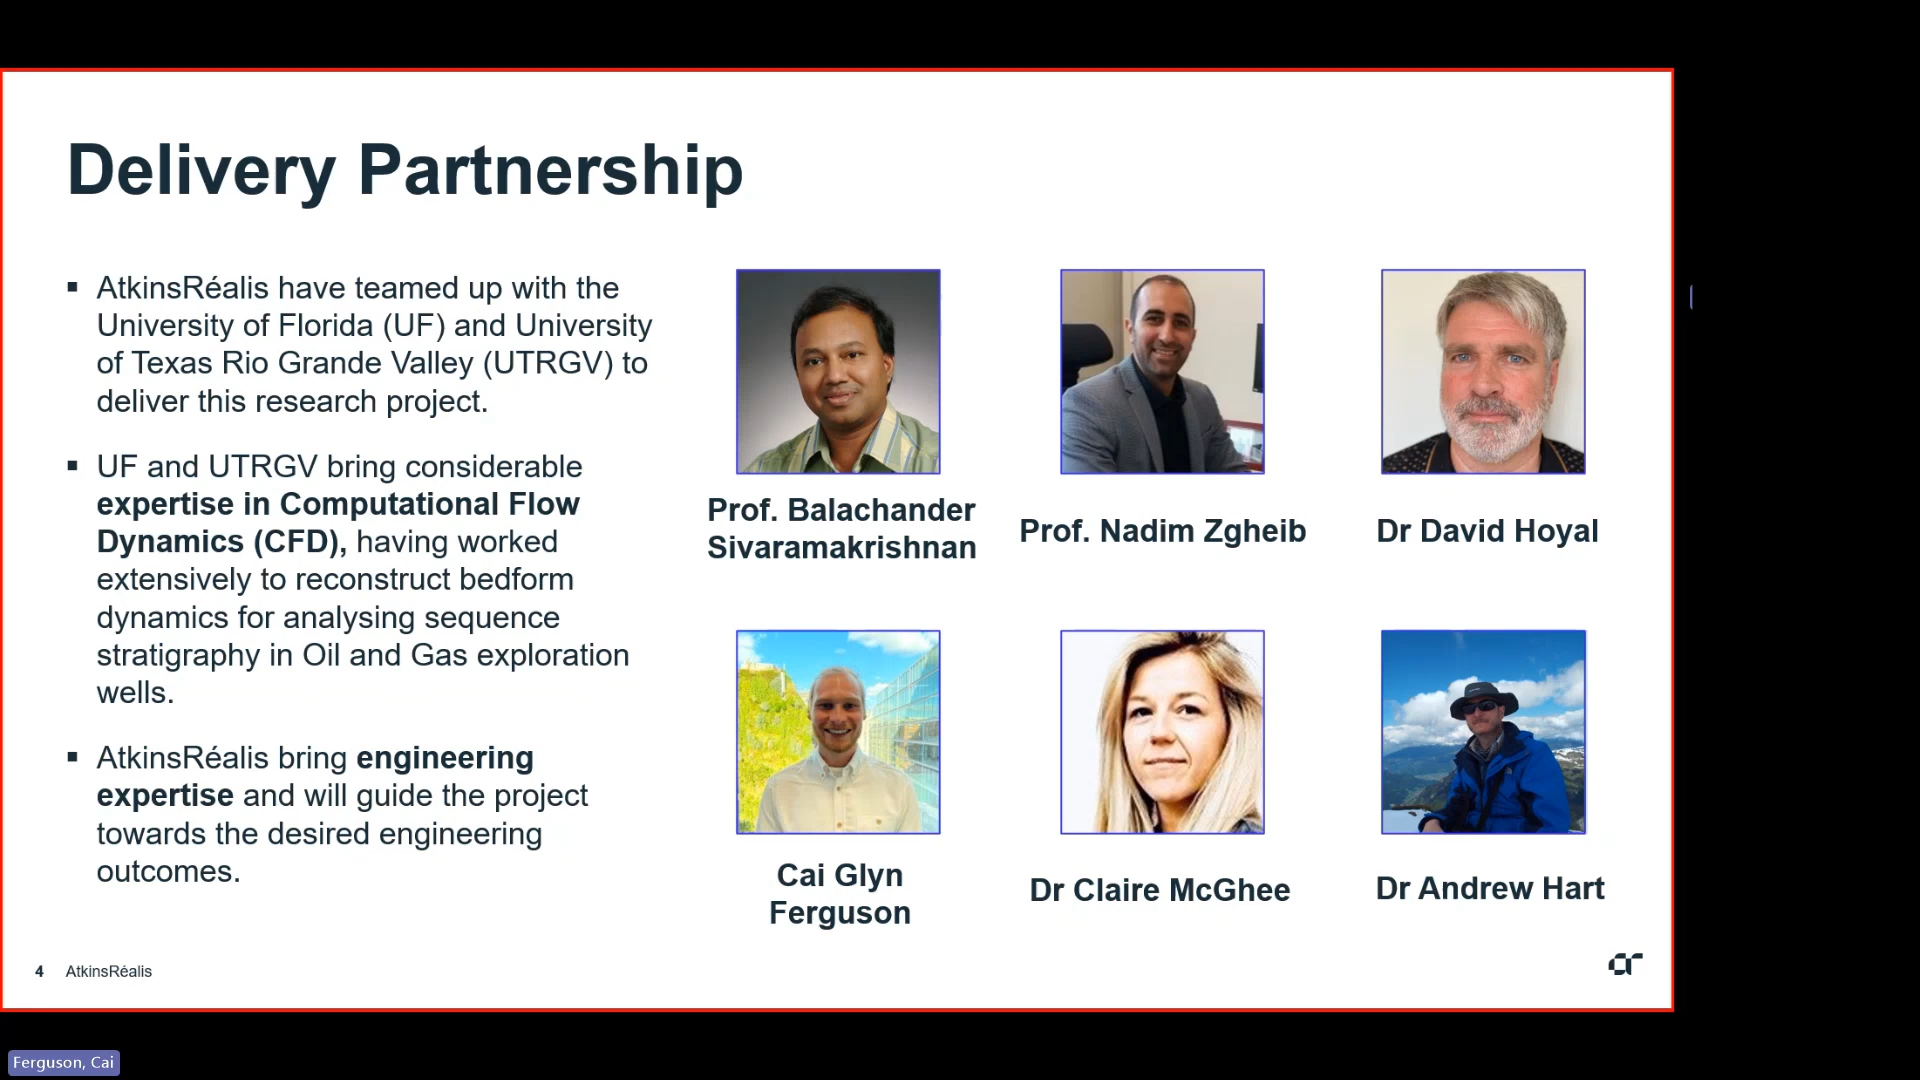 Delivery Partnership
▪ AtkinsRéalis have teamed up with the
University of Florida (UF) and University
of Texas Rio Grande Valley (UTRGV) to
deliver this research project.
▪ UF and UTRGV bring considerable
expertise in Computational Flow
Dynamics (CFD), having worked
extensively to reconstruct bedform
dynamics for analysing sequence
stratigraphy in Oil and Gas exploration
wells.
▪ AtkinsRéalis bring engineering
expertise and will guide the project
towards the desired engineering
outcomes.
Prof. Balachander
Sivaramakrishnan
Prof. Nadim Zgheib
Dr David Hoyal
Cai Glyn
Ferguson
Dr Claire McGhee
Dr Andrew Hart
4 AtkinsRéalis
Ferguson, Cai